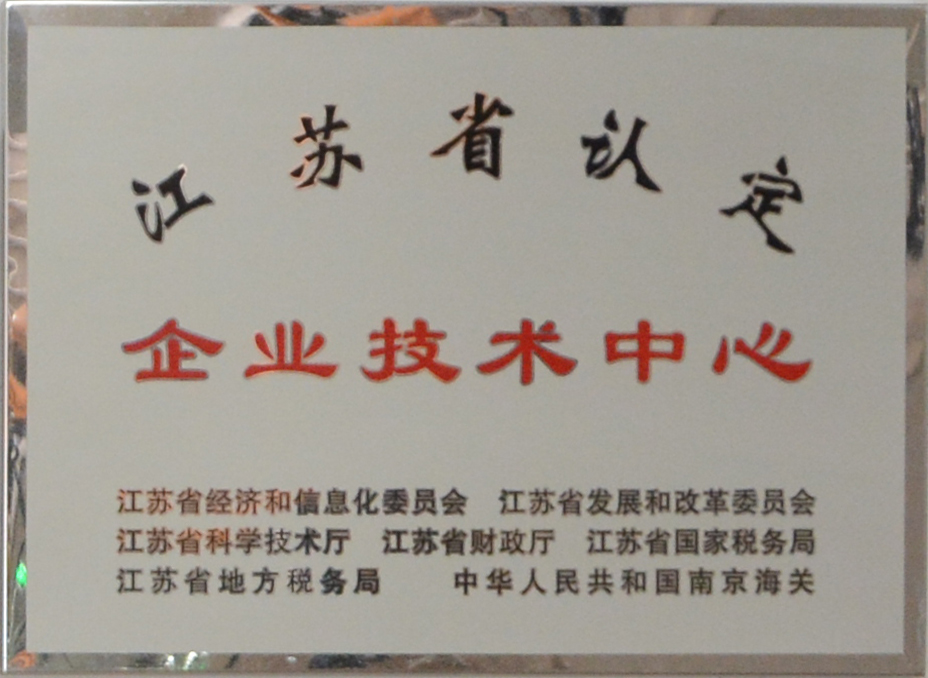 江苏省认定
企业技术中心
江苏省经济和信息化委员会 江苏省发展和改革委员会
江苏省科学技术厅 江苏省财政厅 江苏省国家税务局
江苏省地方税务局 中华人民共和国南京海关